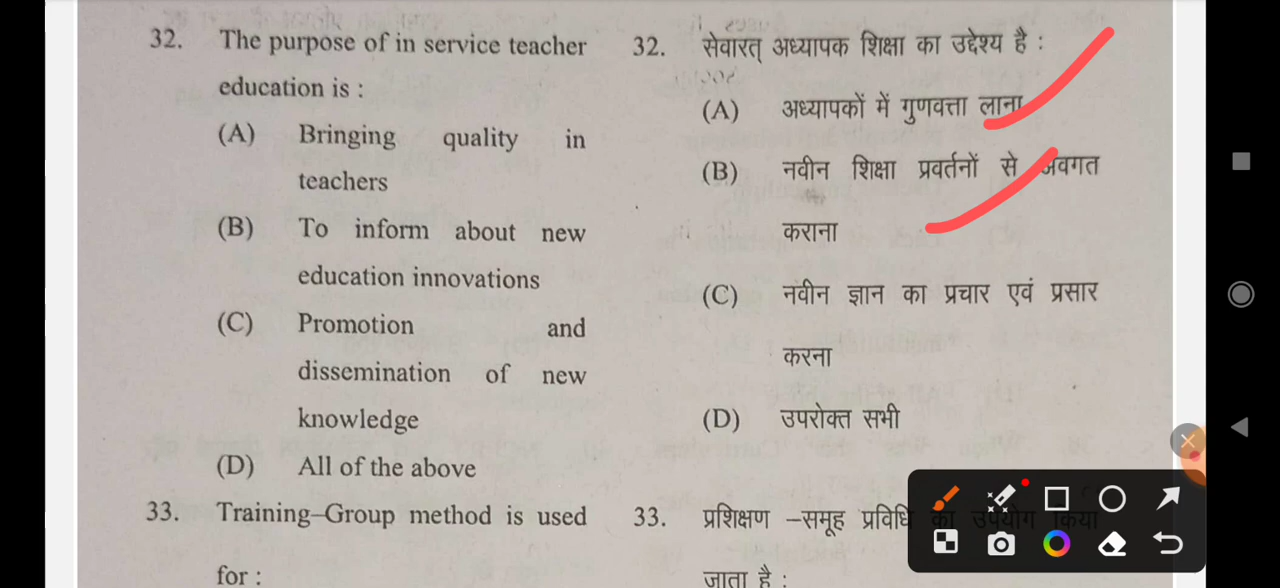 32. The purpose of in service teacher
education is :
(A) Bringing quality in
teachers
(B) To inform about new
education innovations
(C) Promotion and
dissemination of new
knowledge
(D) All of the above
33. Training–Group method is used
for :
32. सेवारत् अध्यापक शिक्षा का उद्देश्य है :
(A) अध्यापकों में गुणवत्ता लाना
(B) नवीन शिक्षा प्रवर्तनों से अवगत
कराना
(C) नवीन ज्ञान का प्रचार एवं प्रसार
करना
(D) उपरोक्त सभी
33. प्रशिक्षण –समूह प्रविधि का उपयोग किया
जाता है :